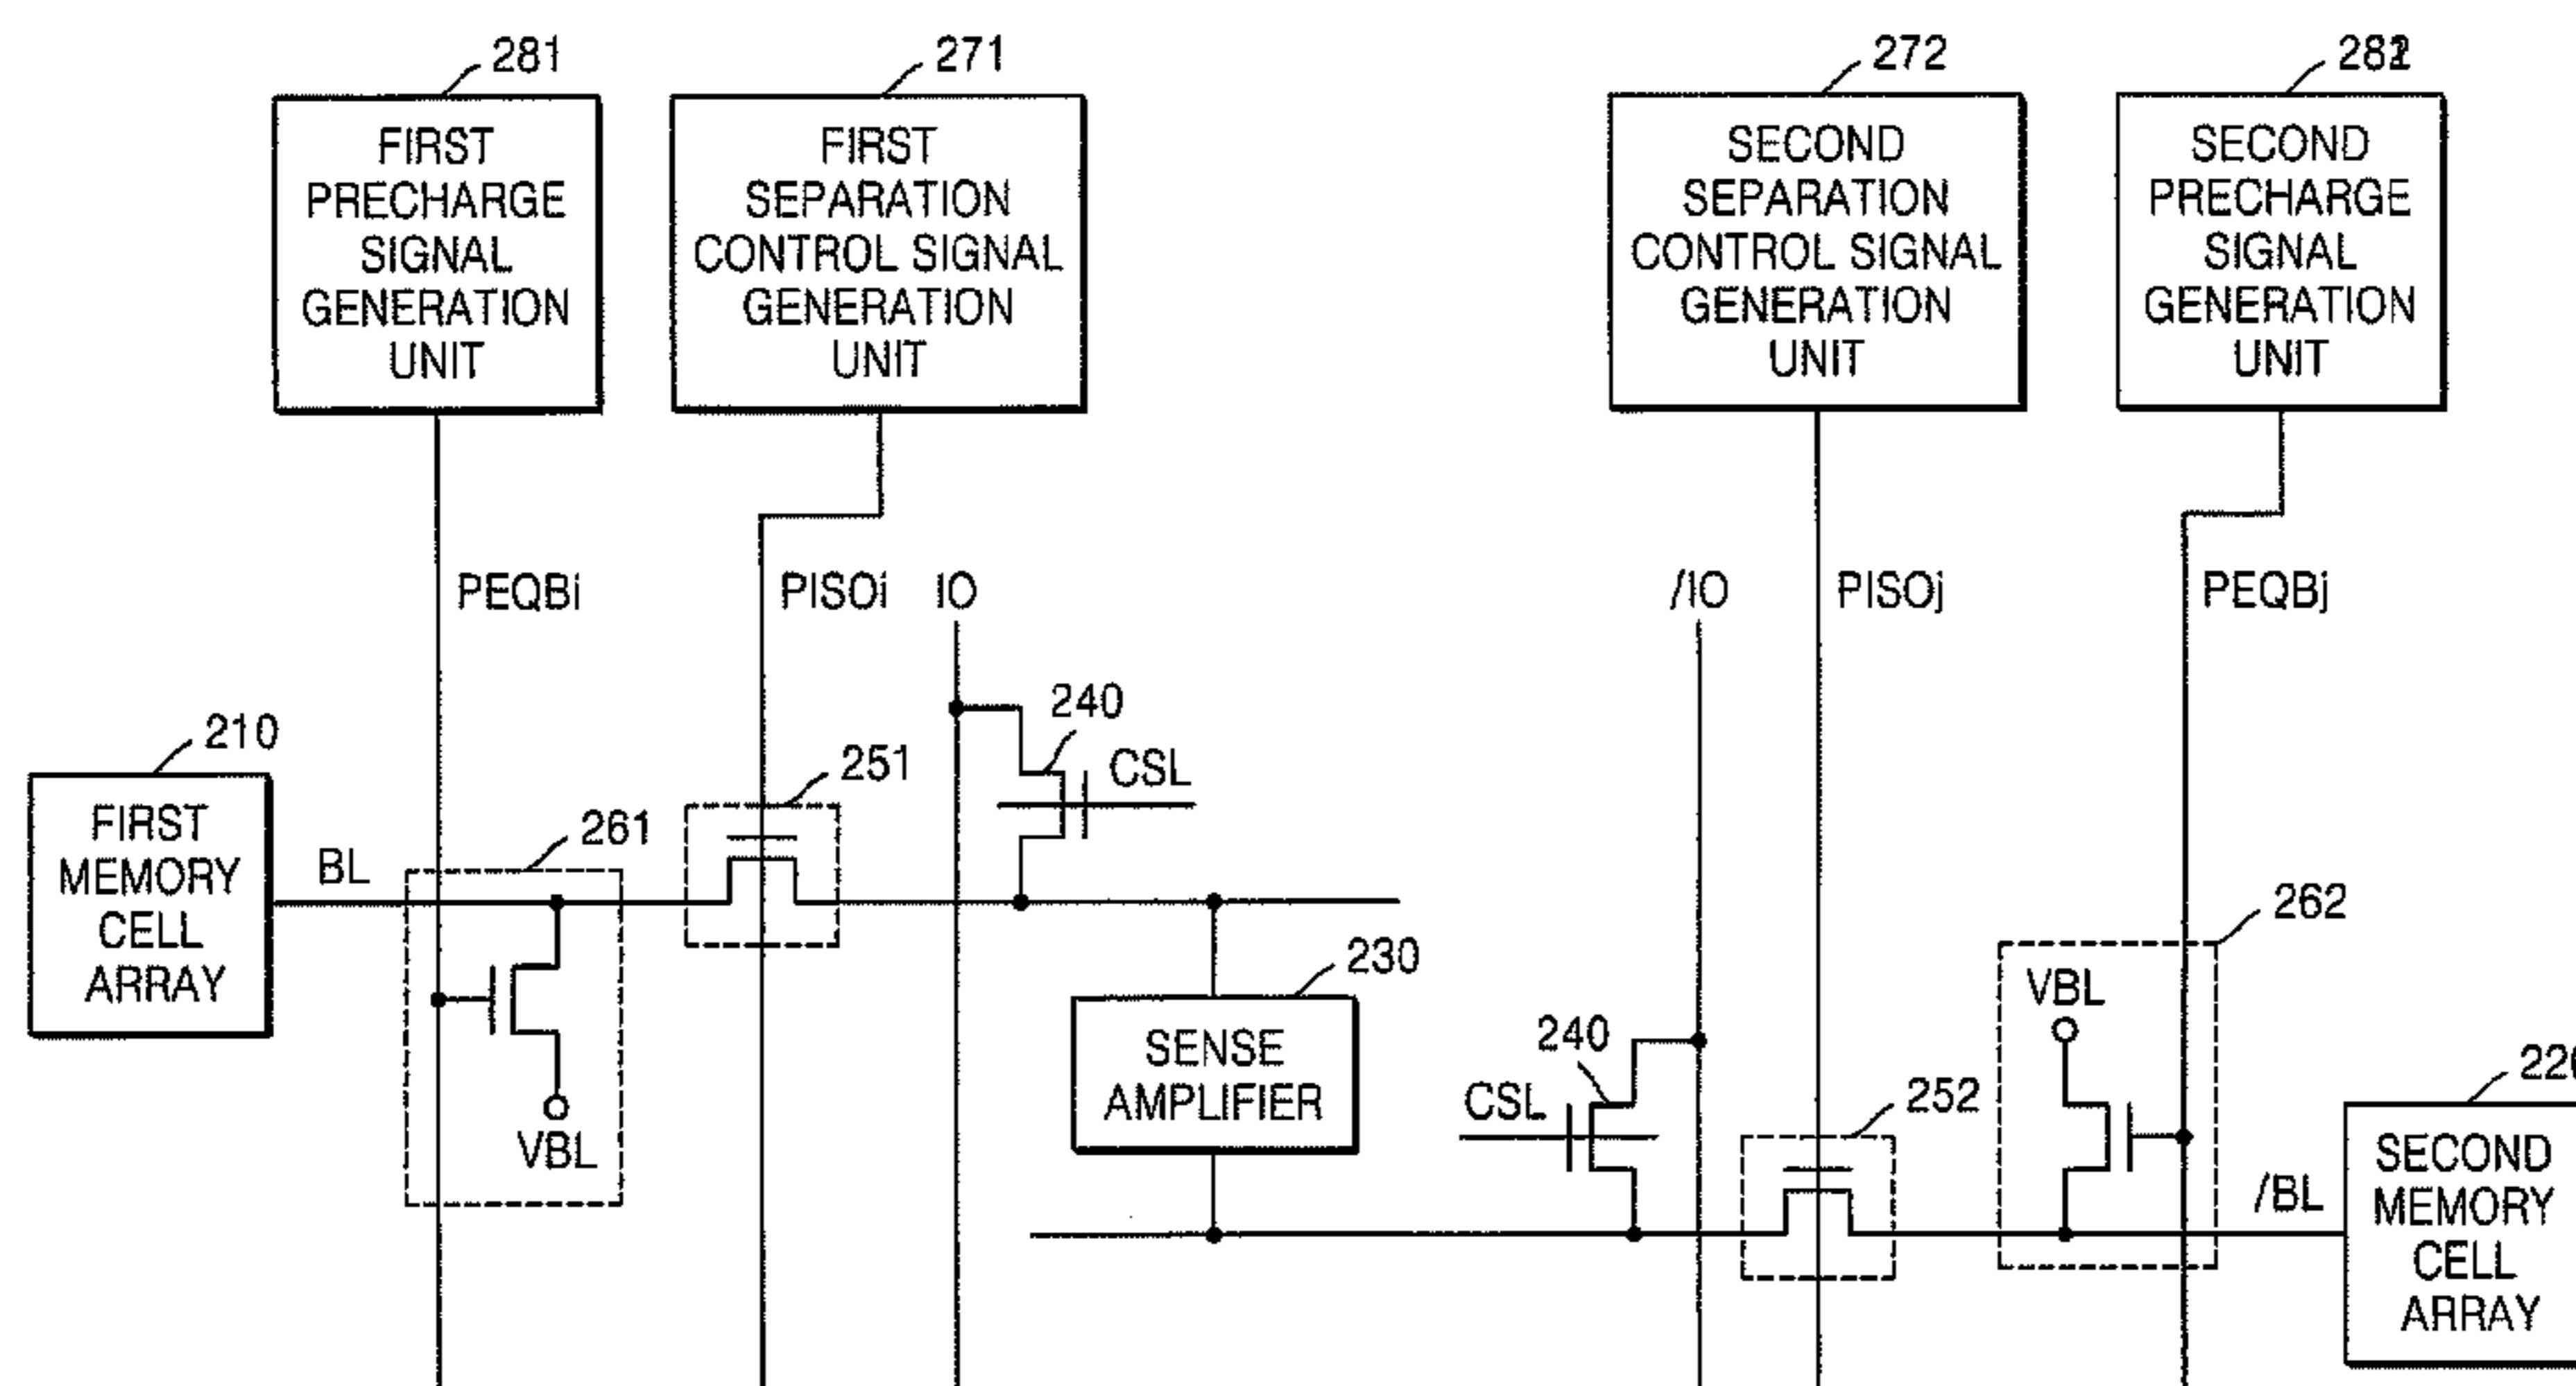 281
271
272
FIRST
PRECHARGE
SIGNAL
GENERATION
UNIT
FIRST
SEPARATION
CONTROL SIGNAL
GENERATION
UNIT
SECOND
SEPARATION
CONTROL SIGNAL
GENERATION
UNIT
SECOND
PRECHARGE
SIGNAL
GENERATION
UNIT
PEQBi
PISOi
IO
/IO
PISOj
PEQBj
210
240
251
CSL
261
FIRST
MEMORY
CELL
ARRAY
BL
VBL
230
SENSE
AMPLIFIER
262
VBL
240
CSL
252
SECOND
MEMORY
CELL
ARRAY
/BL